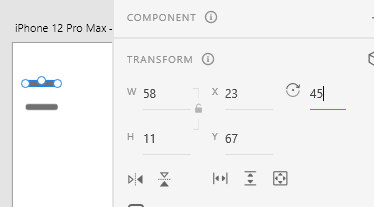 iPhone 12 Pro Max –
COMPONENT
TRANSFORM
W 58 X 23 45
H 11 Y 67